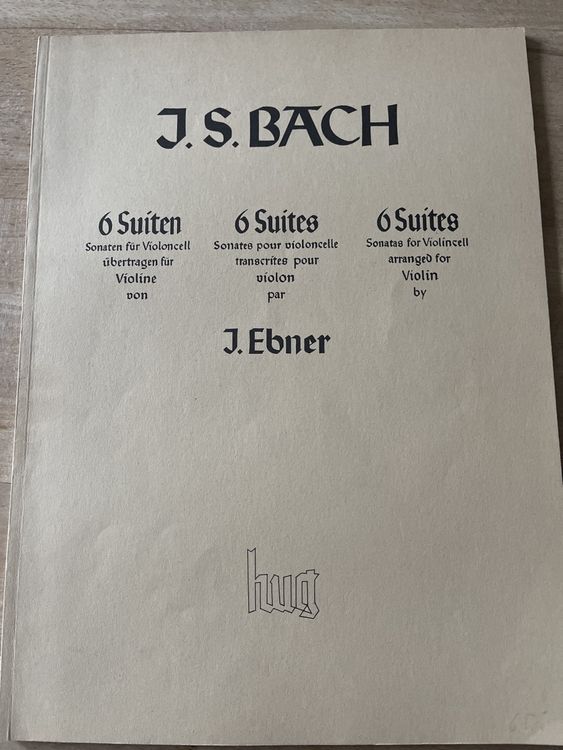 J. S. BACH
6 Suiten
Sonaten für Violoncell
übertragen für
Violine
von
6 Suites
Sonates pour violoncelle
transcrites pour
violon
par
6 Suites
Sonatas for Violincell
arranged for
Violin
by
J. Ebner
hug